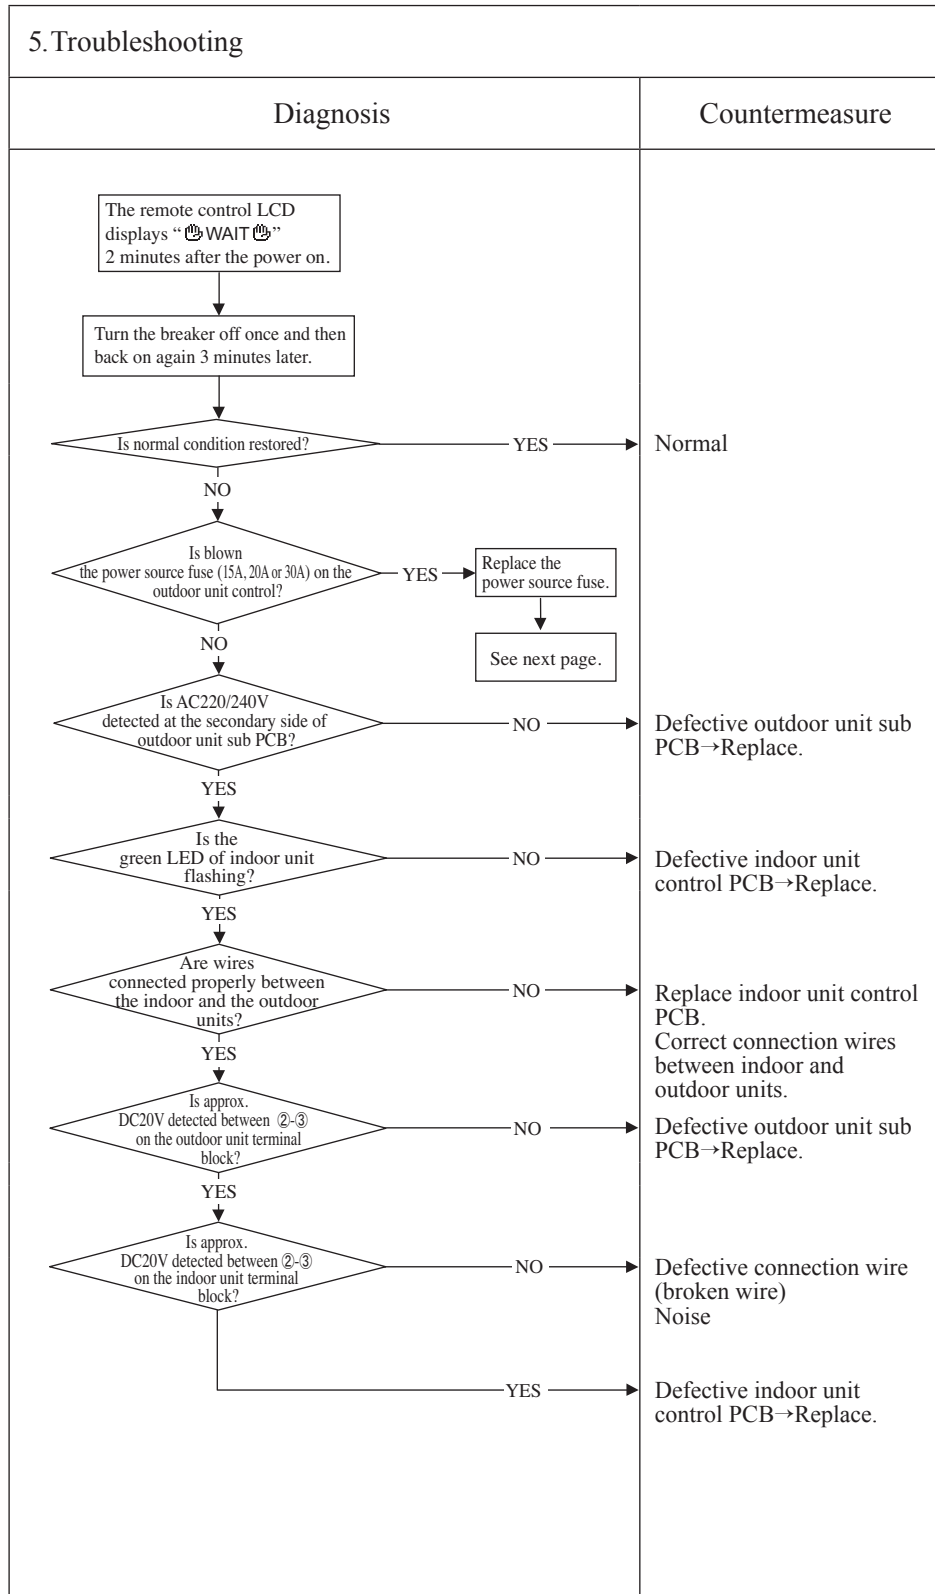 5.Troubleshooting
Diagnosis
Countermeasure
The remote control LCD
displays “ WAIT ”
2 minutes after the power on.
Turn the breaker off once and then
back on again 3 minutes later.
Is normal condition restored?
YES
Normal
NO
Is blown
the power source fuse (15A, 20A or 30A) on the
outdoor unit control?
YES
Replace the
power source fuse.
See next page.
NO
Is AC220/240V
detected at the secondary side of
outdoor unit sub PCB?
NO
Defective outdoor unit sub
PCB→Replace.
YES
Is the
green LED of indoor unit
flashing?
NO
Defective indoor unit
control PCB→Replace.
YES
Are wires
connected properly between
the indoor and the outdoor
units?
NO
Replace indoor unit control
PCB.
Correct connection wires
between indoor and
outdoor units.
YES
Is approx.
DC20V detected between ②-③
on the outdoor unit terminal
block?
NO
Defective outdoor unit sub
PCB→Replace.
YES
Is approx.
DC20V detected between ②-③
on the indoor unit terminal
block?
NO
Defective connection wire
(broken wire)
Noise
YES
Defective indoor unit
control PCB→Replace.